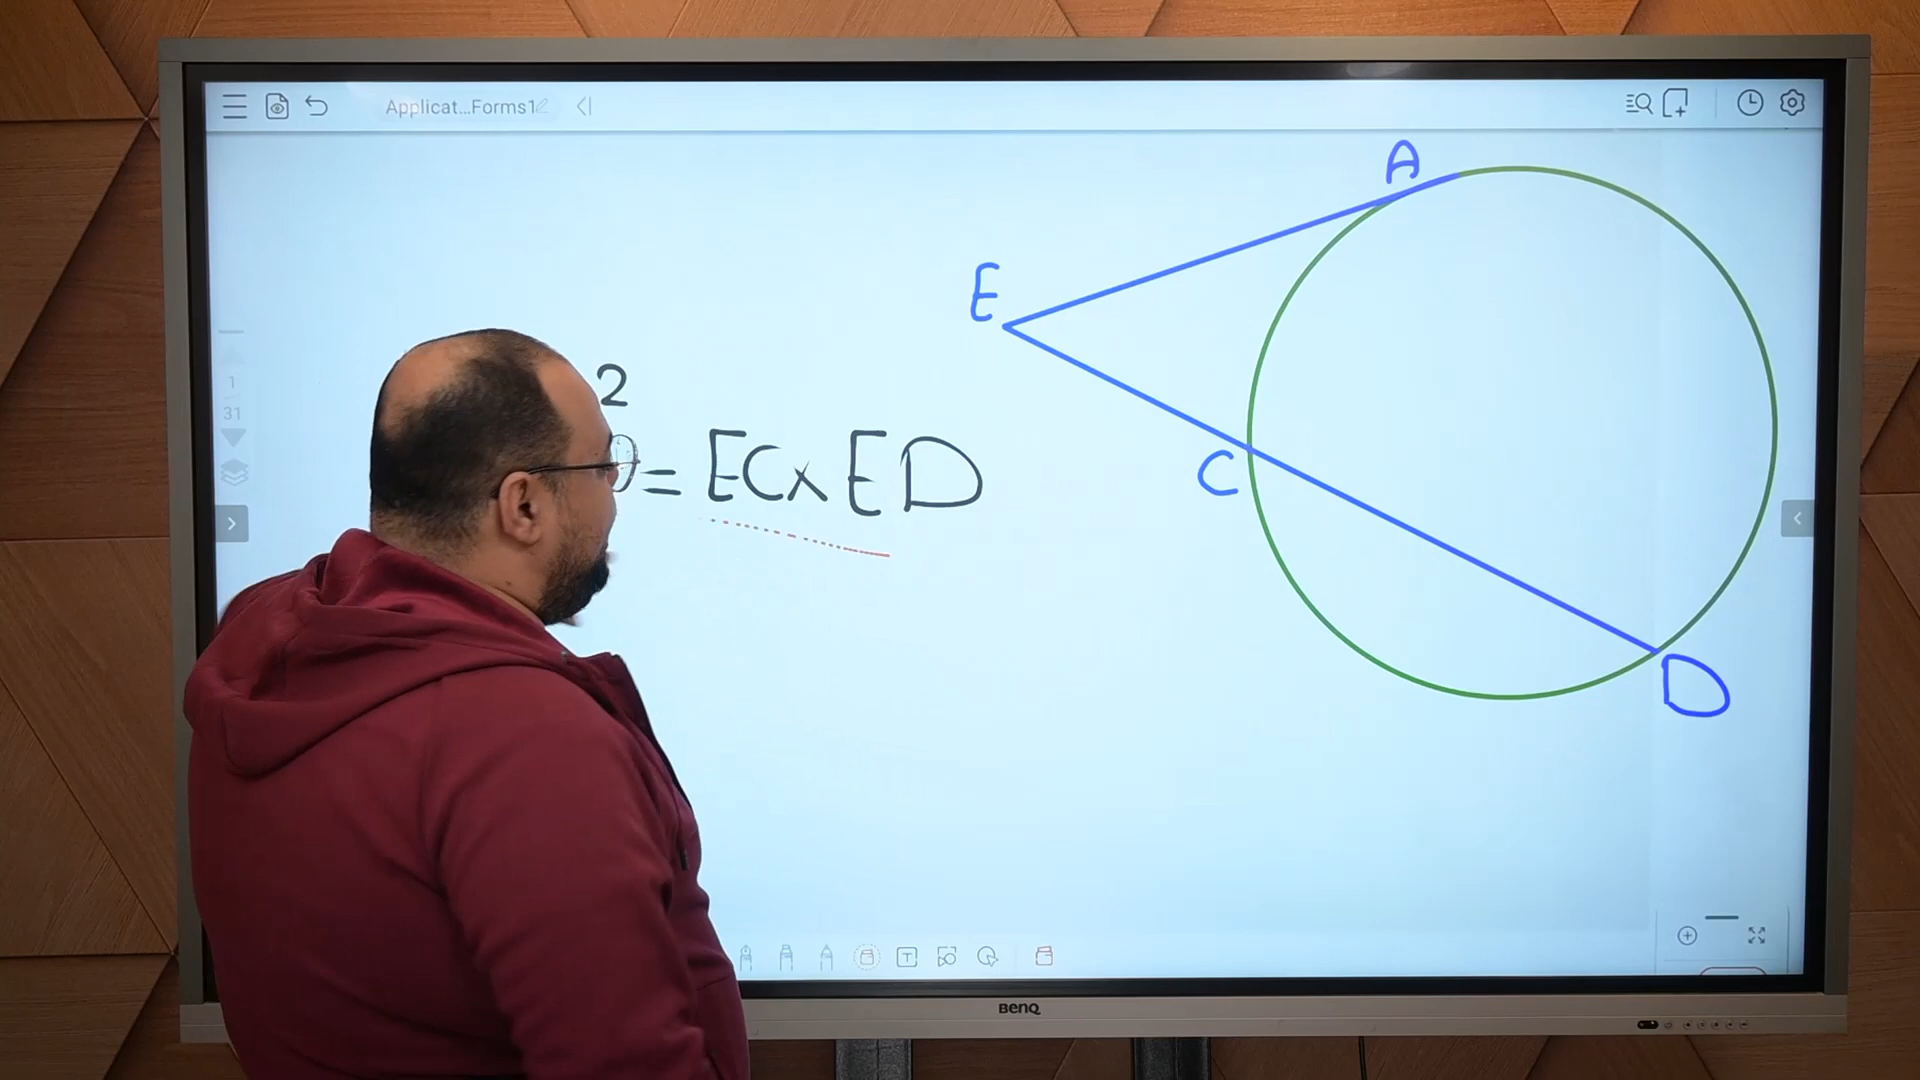 Applicat...Forms1
A
E
2
= EC x ED
C
D
1
31
T
BenQ